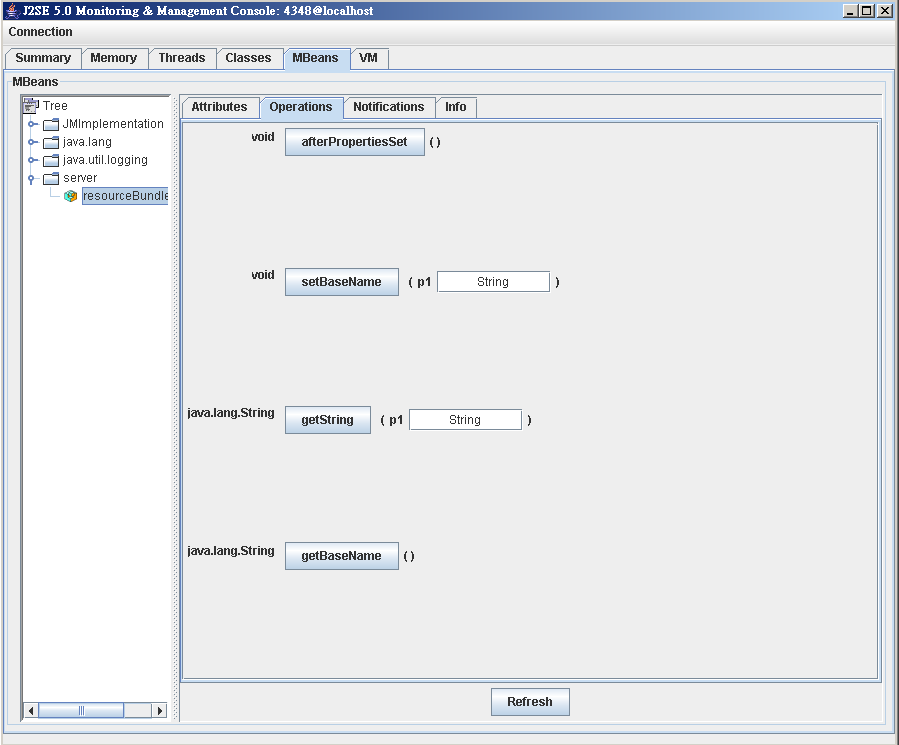 J2SE 5.0 Monitoring & Management Console: 4348@localhost
Connection
Summary Memory Threads Classes MBeans VM
MBeans
Tree
JMImplementation
java.lang
java.util.logging
server
resourceBundle
Attributes Operations Notifications Info
void afterPropertiesSet ( )
void setBaseName ( p1 String )
java.lang.String getString ( p1 String )
java.lang.String getBaseName ( )
Refresh